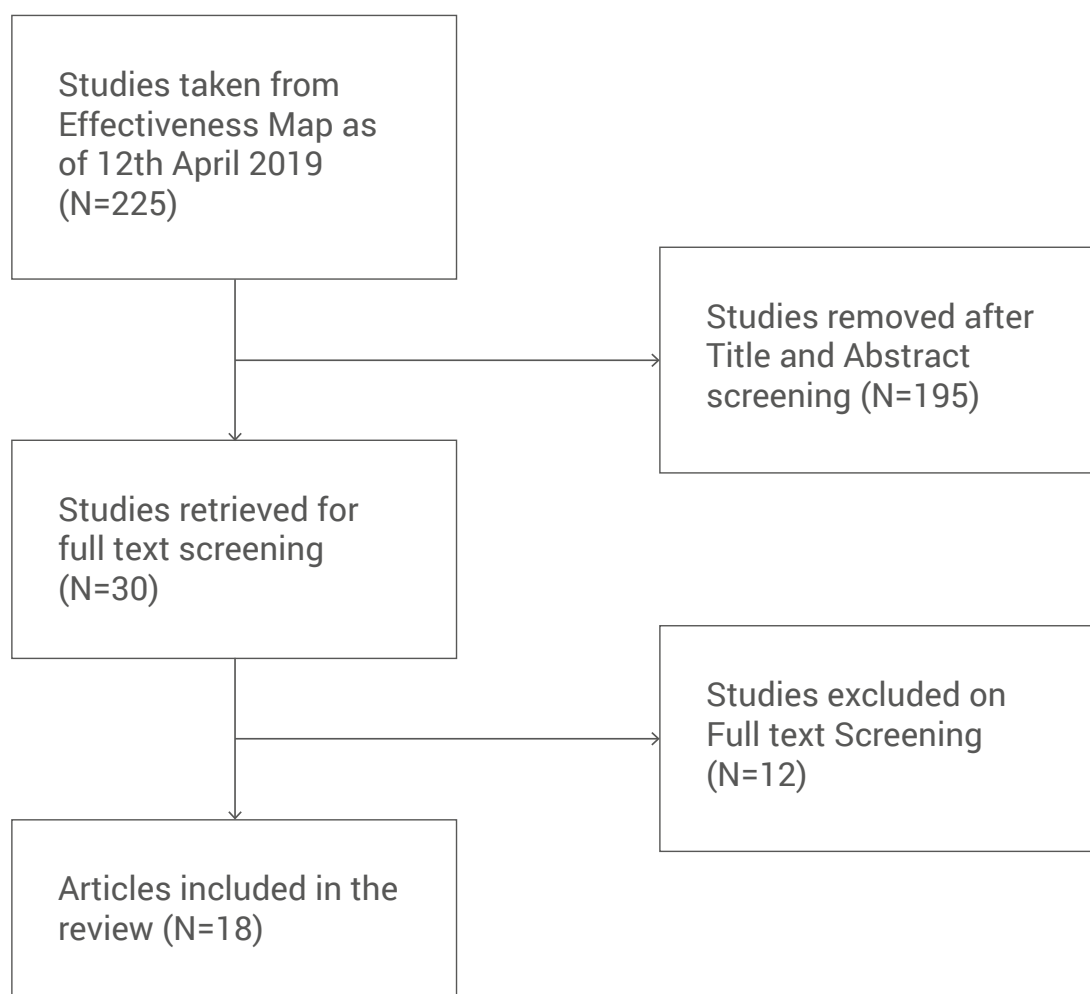 Studies taken from
Effectiveness Map as
of 12th April 2019
(N=225)
Studies removed after
Title and Abstract
screening (N=195)
Studies retrieved for
full text screening
(N=30)
Studies excluded on
Full text Screening
(N=12)
Articles included in the
review (N=18)